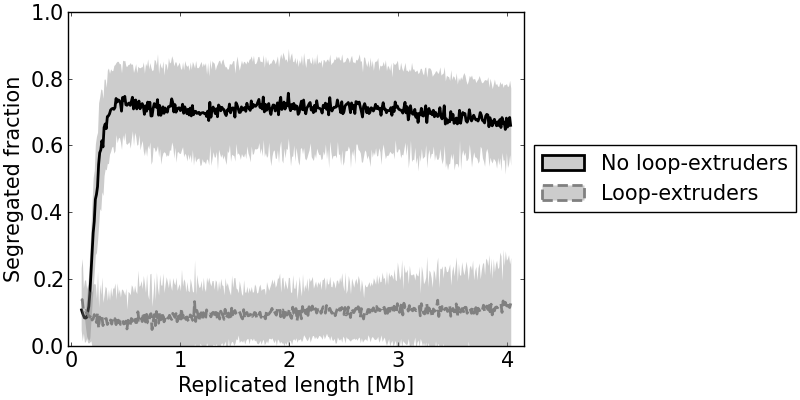 1.0
0.8
0.6
0.4
0.2
0.0
Segregated fraction
0 1 2 3 4
Replicated length [Mb]
No loop-extruders
Loop-extruders